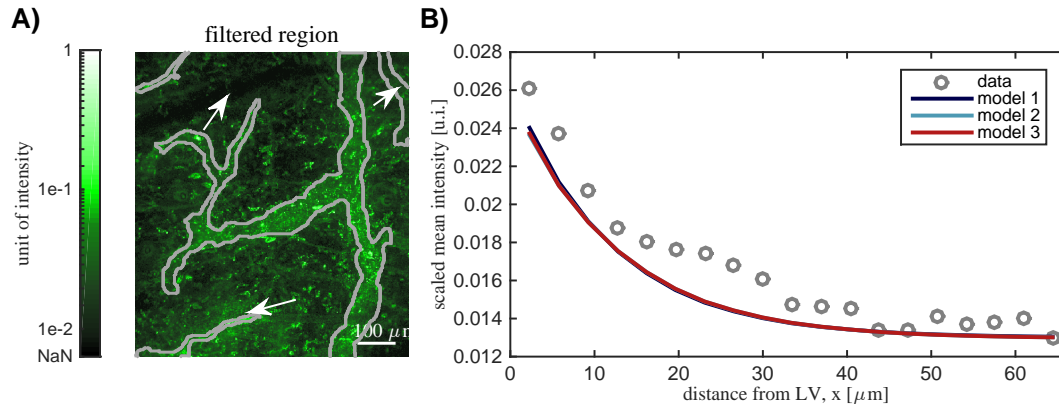 A)
filtered region
1
1e-1
1e-2
NaN
unit of intensity
100 μm
B)
0.028
0.026
0.024
0.022
0.02
0.018
0.016
0.014
0.012
scaled mean intensity [u.i.]
data
model 1
model 2
model 3
0 10 20 30 40 50 60
distance from LV, x [μm]